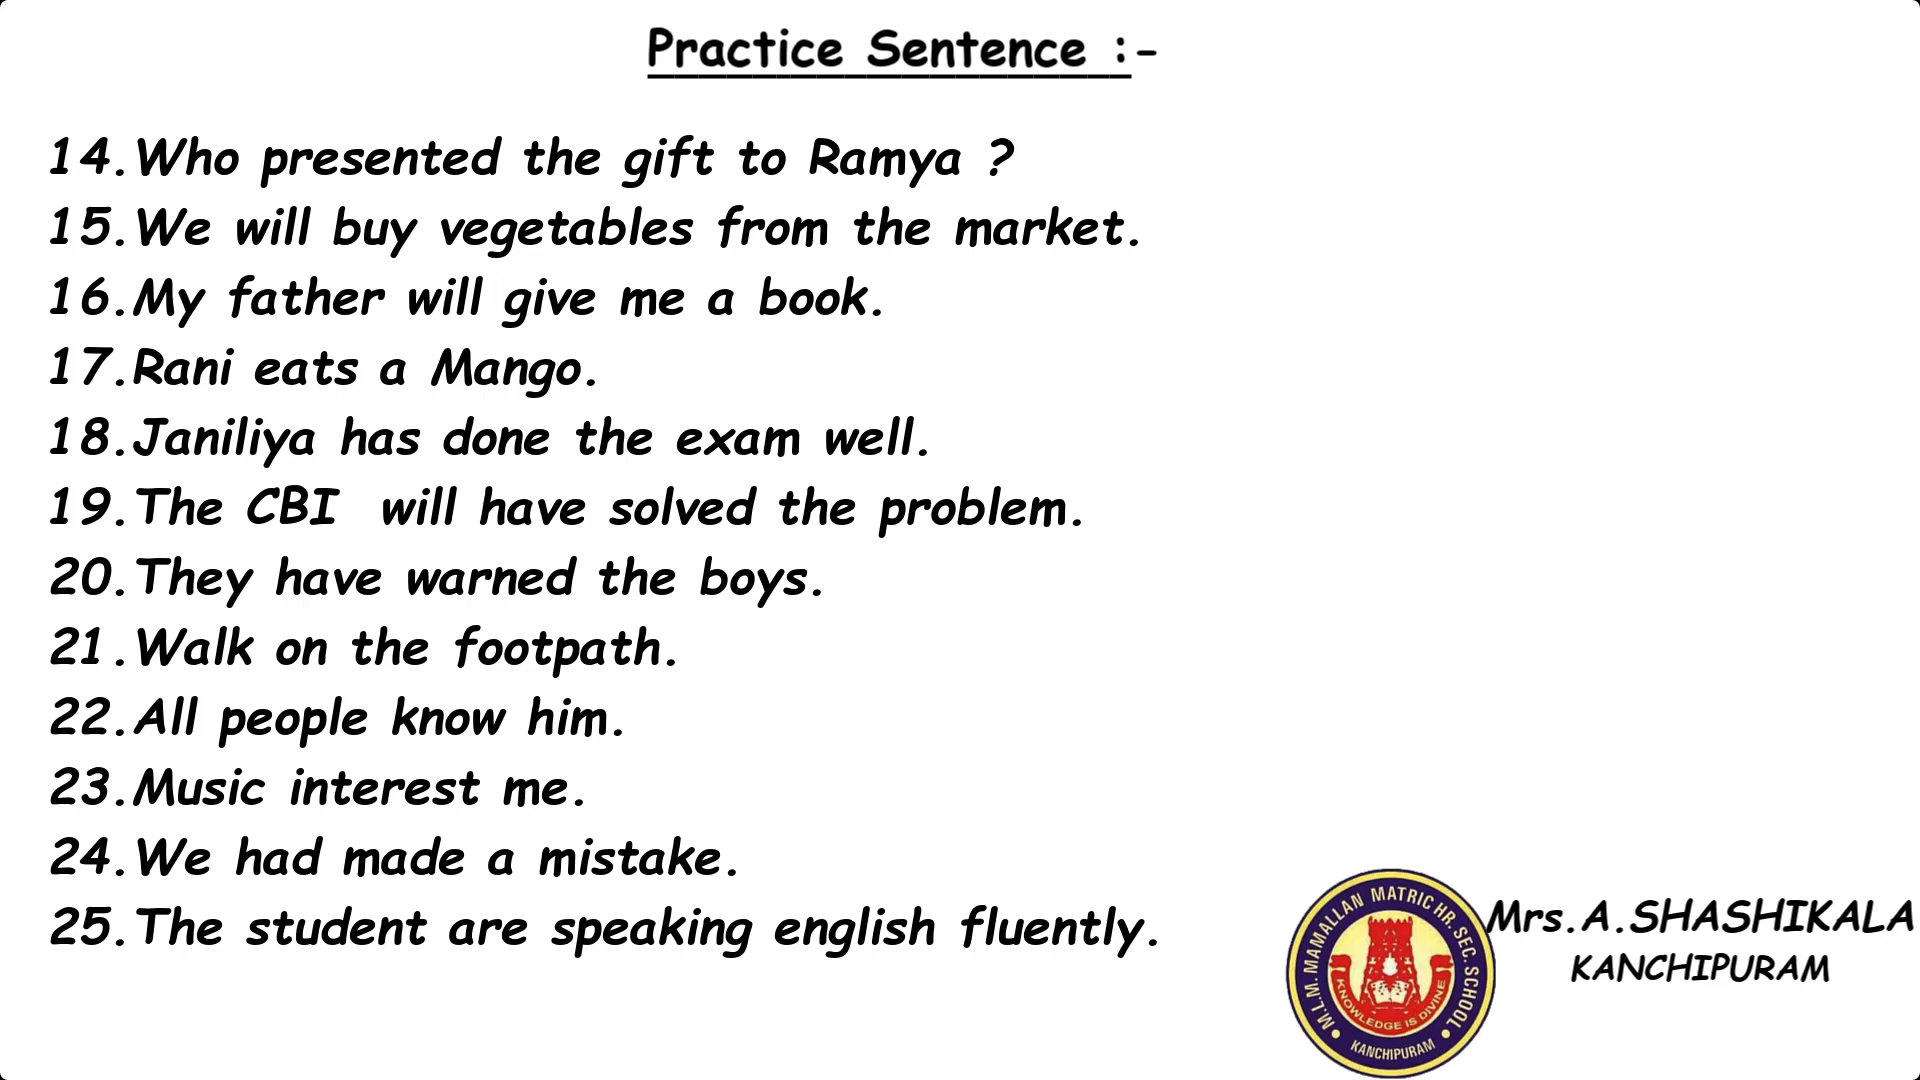 Practice Sentence :-
14.Who presented the gift to Ramya ?
15.We will buy vegetables from the market.
16.My father will give me a book.
17.Rani eats a Mango.
18.Janiliya has done the exam well.
19.The CBI will have solved the problem.
20.They have warned the boys.
21.Walk on the footpath.
22.All people know him.
23.Music interest me.
24.We had made a mistake.
25.The student are speaking english fluently.
M.L.M. MAMALLAN MATRIC HR. SEC. SCHOOL
KNOWLEDGE IS DIVINE
KANCHIPURAM
Mrs.A.SHASHIKALA
KANCHIPURAM